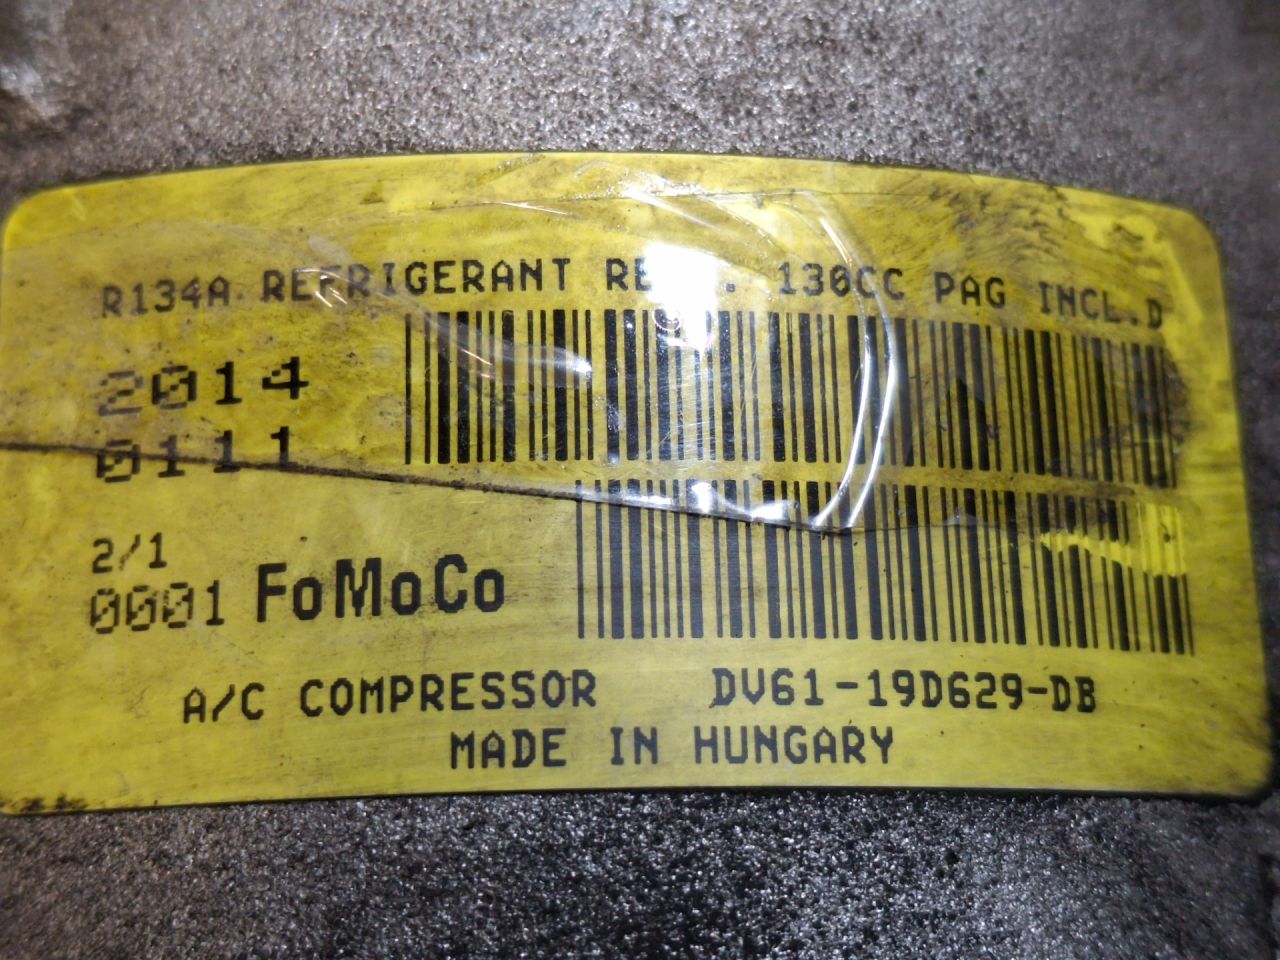 R134A REFRIGERANT 130CC PAG INCL.D
2014
0111
2/1
0001 FoMoCo
A/C COMPRESSOR DV61-19D629-DB
MADE IN HUNGARY